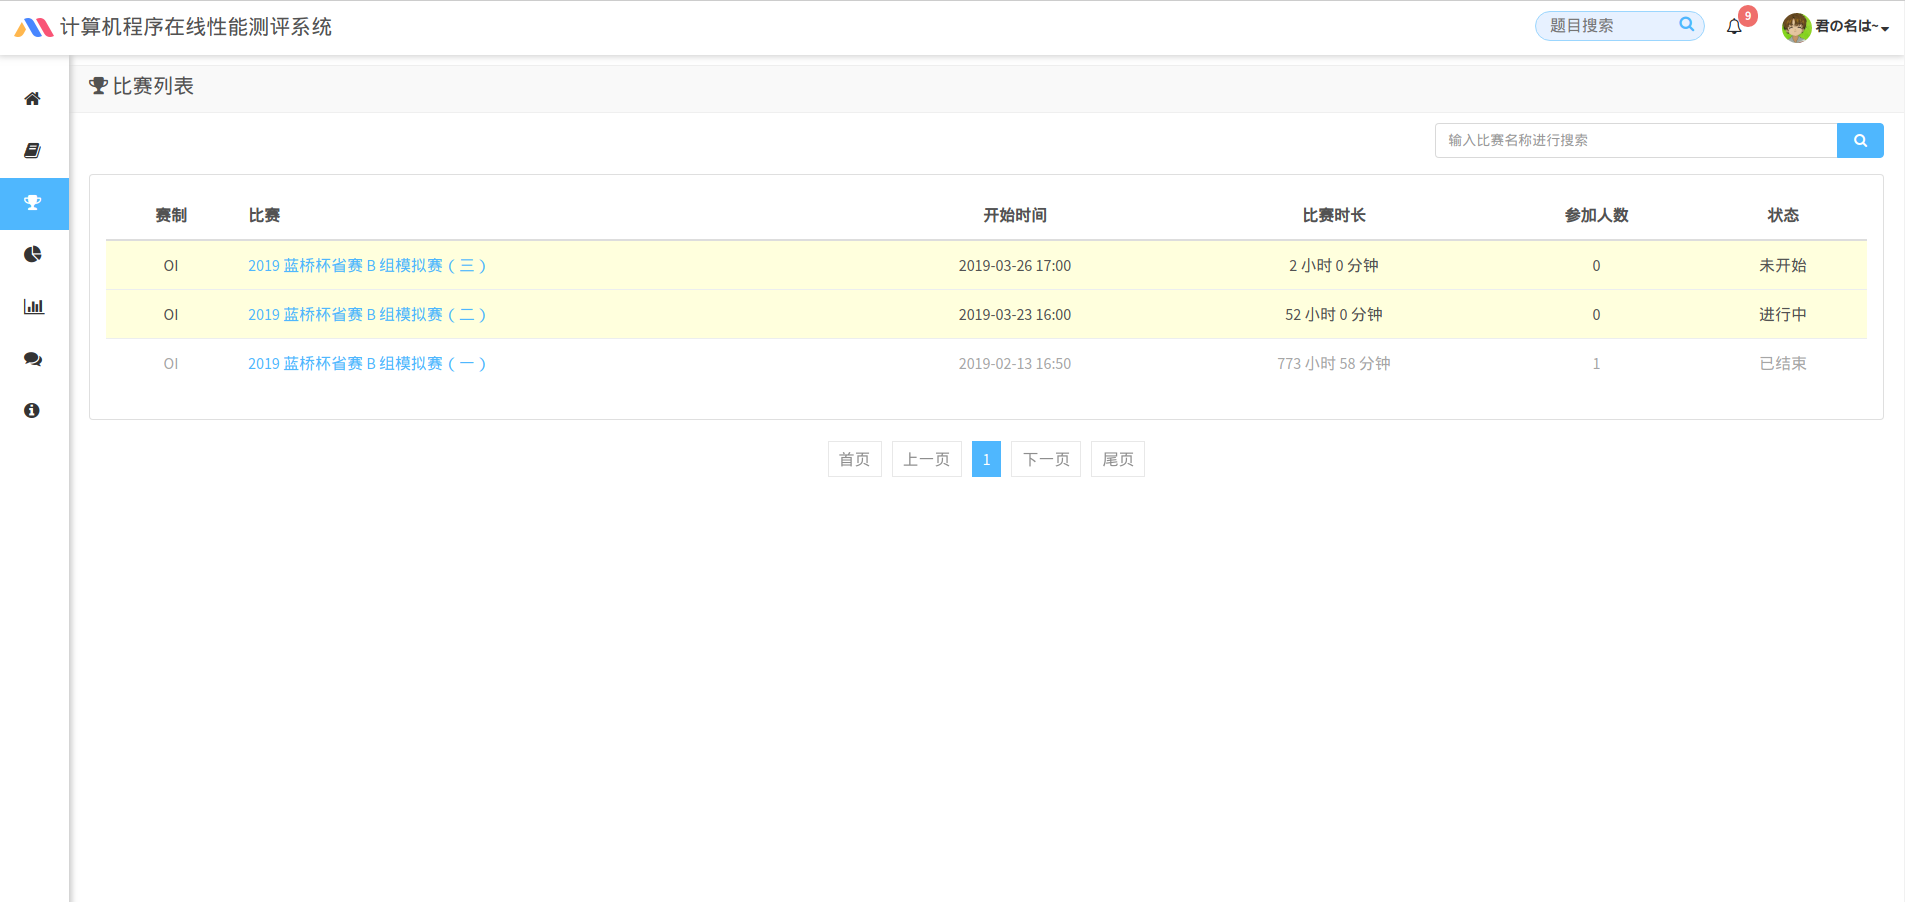 计算机程序在线性能测评系统
题目搜索
9
君の名は~
比赛列表
输入比赛名称进行搜索
赛制 比赛 开始时间 比赛时长 参加人数 状态
OI 2019 蓝桥杯省赛 B 组模拟赛（三） 2019-03-26 17:00 2 小时 0 分钟 0 未开始
OI 2019 蓝桥杯省赛 B 组模拟赛（二） 2019-03-23 16:00 52 小时 0 分钟 0 进行中
OI 2019 蓝桥杯省赛 B 组模拟赛（一） 2019-02-13 16:50 773 小时 58 分钟 1 已结束
首页 上一页 1 下一页 尾页